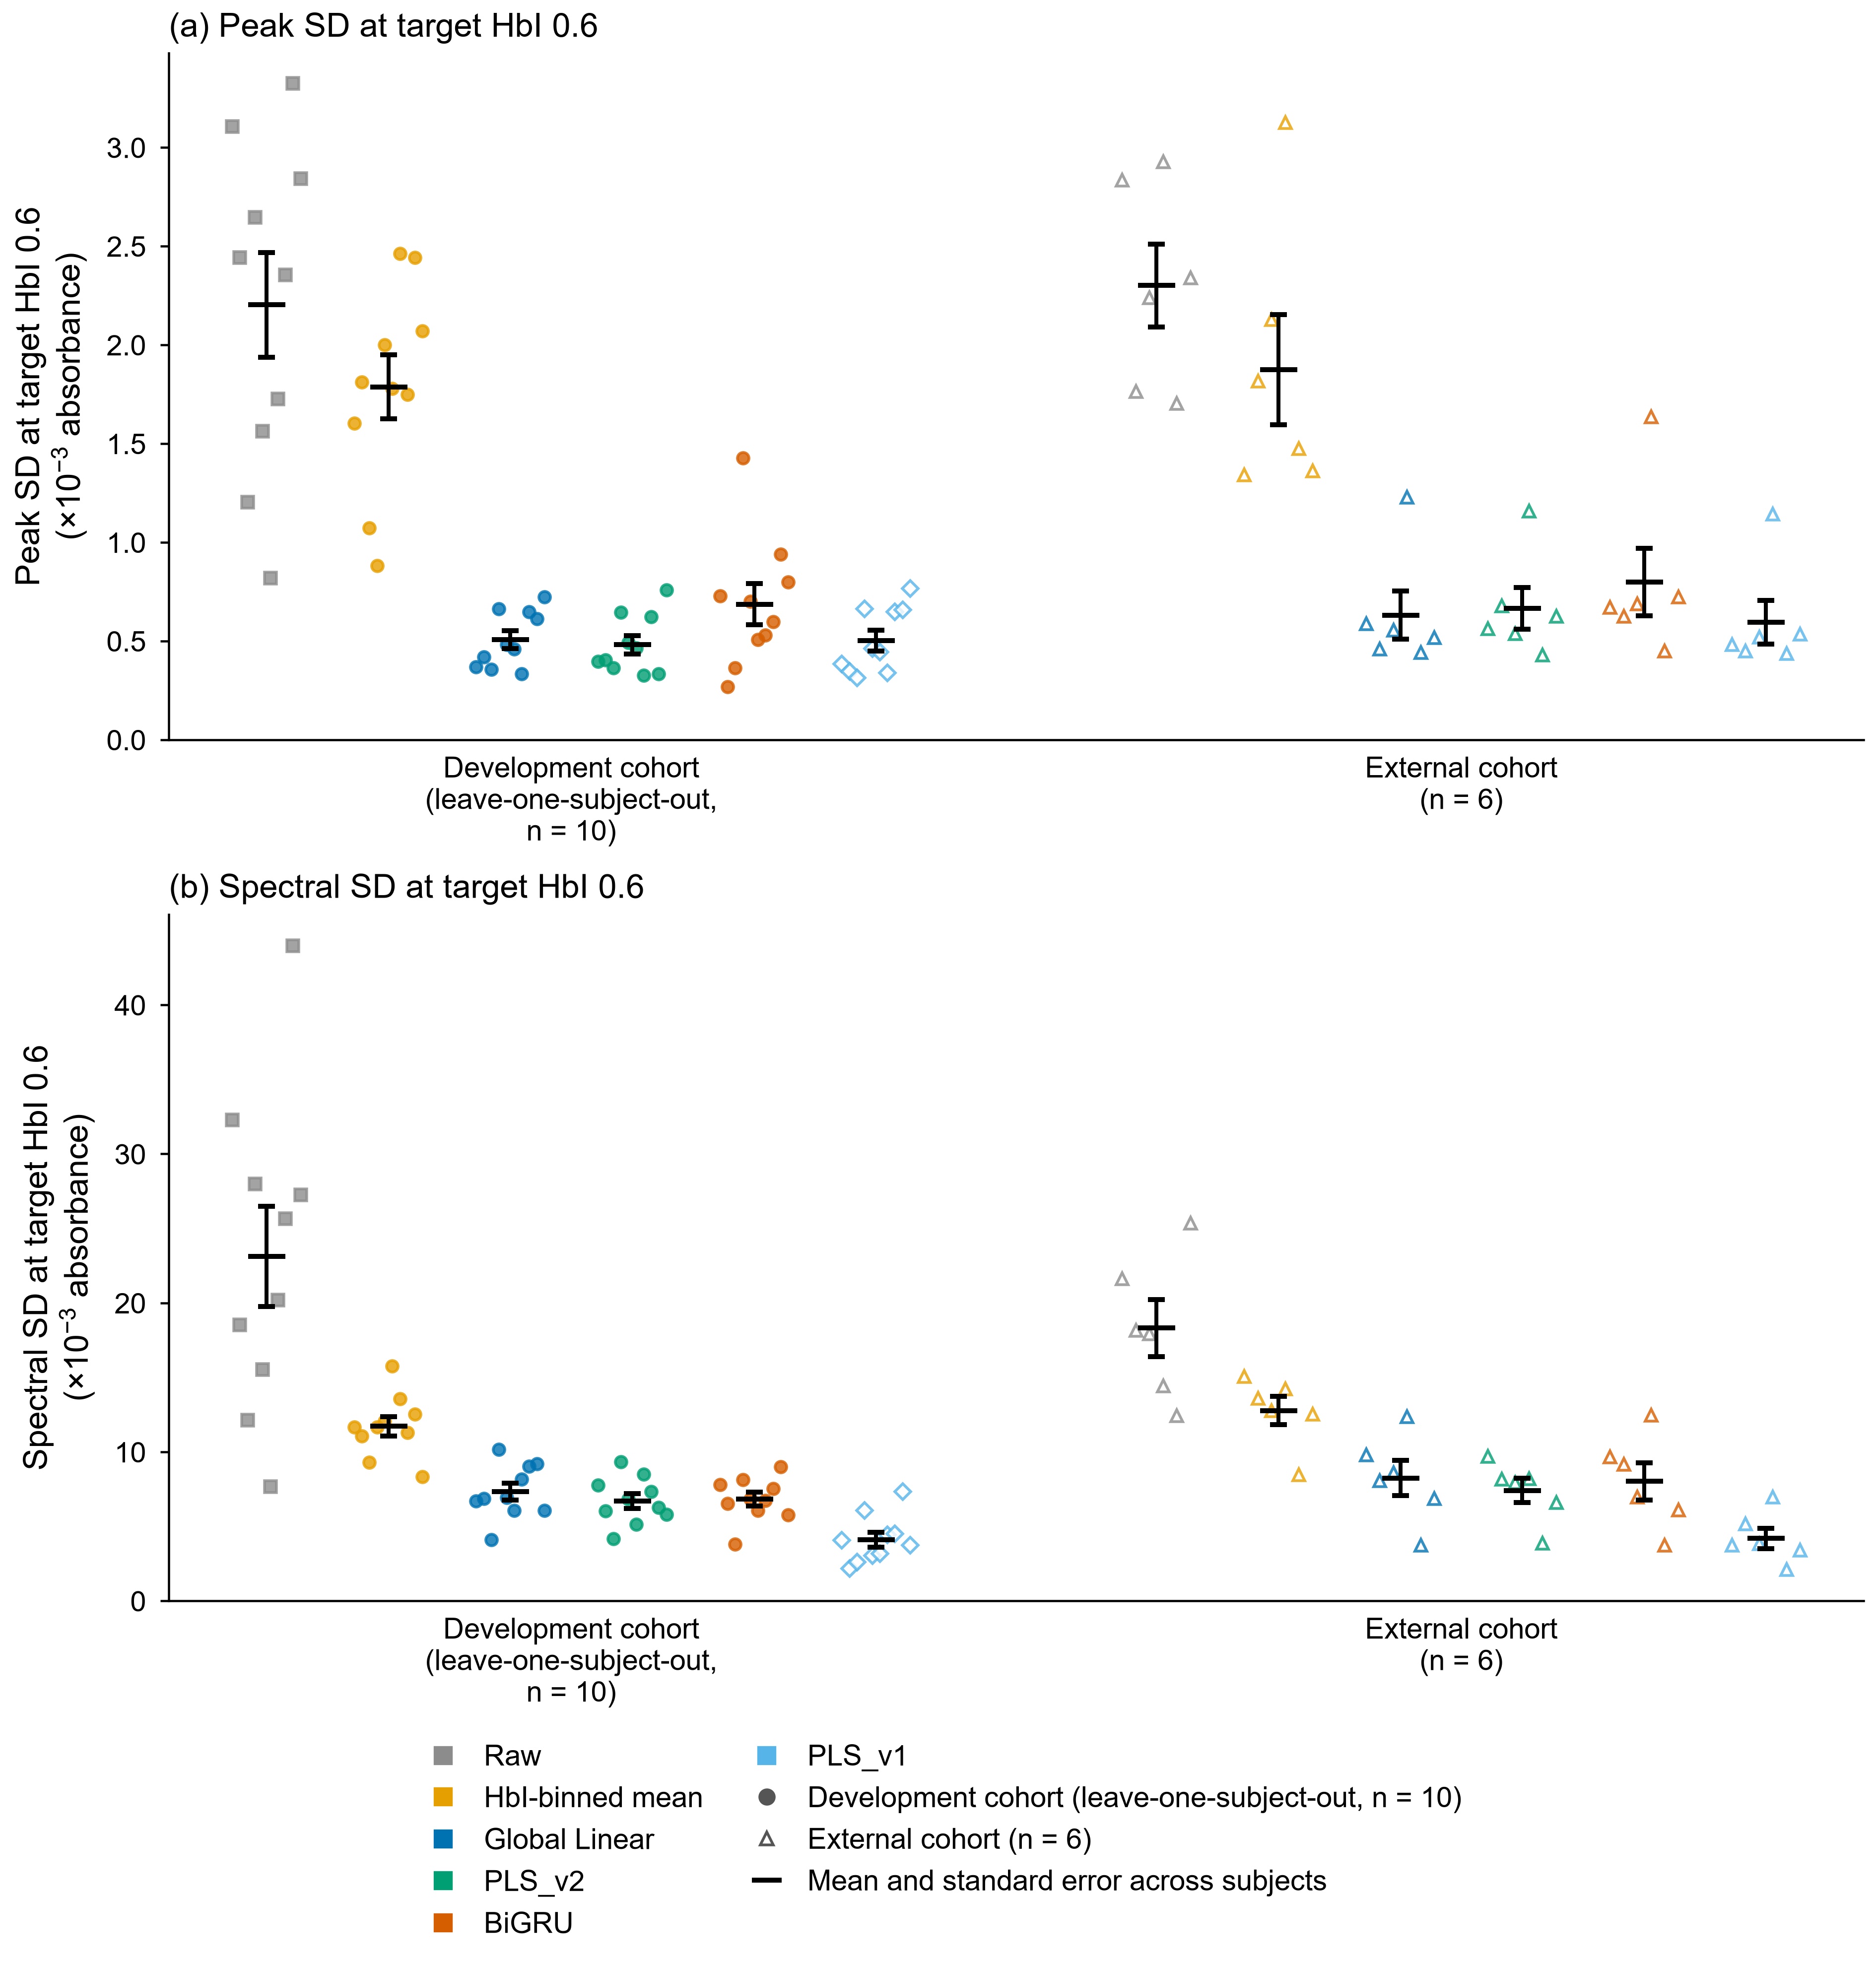 (a) Peak SD at target HbI 0.6
Peak SD at target HbI 0.6
(×10⁻³ absorbance)
3.0
2.5
2.0
1.5
1.0
0.5
0.0
Development cohort
(leave-one-subject-out,
n = 10)
External cohort
(n = 6)
(b) Spectral SD at target HbI 0.6
Spectral SD at target HbI 0.6
(×10⁻³ absorbance)
40
30
20
10
0
Development cohort
(leave-one-subject-out,
n = 10)
External cohort
(n = 6)
Raw
HbI-binned mean
Global Linear
PLS_v2
BiGRU
PLS_v1
Development cohort (leave-one-subject-out, n = 10)
External cohort (n = 6)
Mean and standard error across subjects